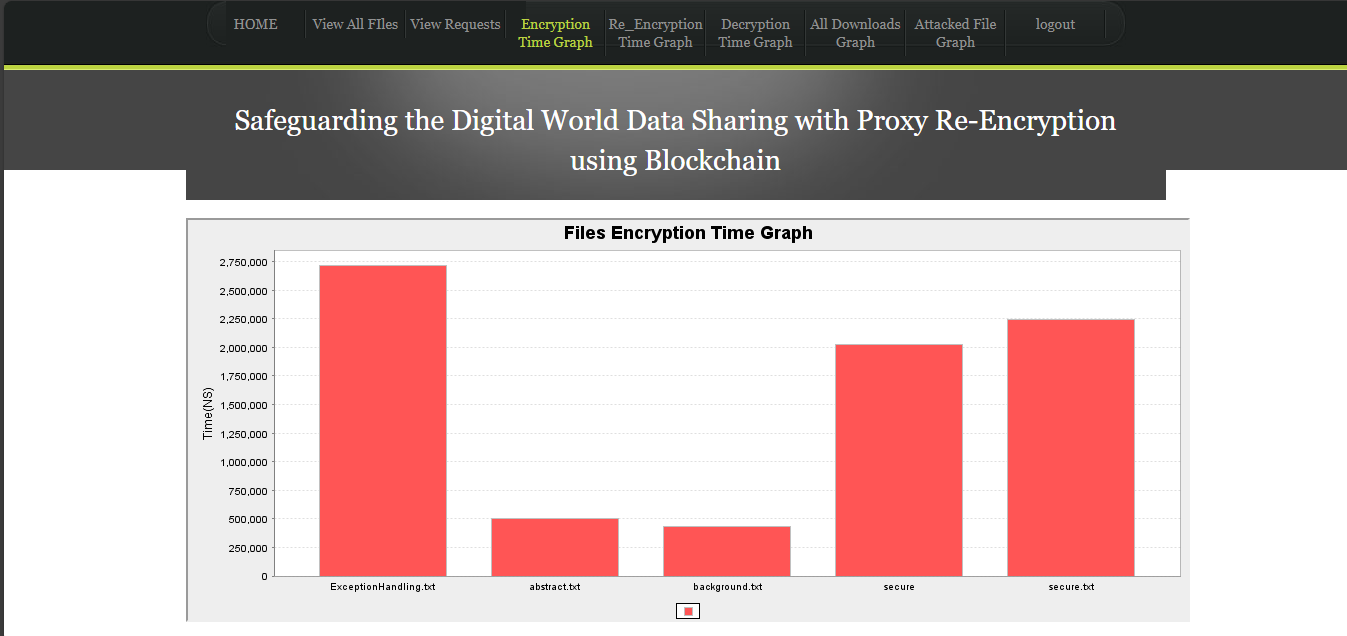 HOME
View All FIles
View Requests
Encryption
Time Graph
Re_Encryption
Time Graph
Decryption
Time Graph
All Downloads
Graph
Attacked File
Graph
logout
Safeguarding the Digital World Data Sharing with Proxy Re-Encryption
using Blockchain
Files Encryption Time Graph
Time(NS)
2,750,000
2,500,000
2,250,000
2,000,000
1,750,000
1,500,000
1,250,000
1,000,000
750,000
500,000
250,000
0
ExceptionHandling.txt
abstract.txt
background.txt
secure
secure.txt